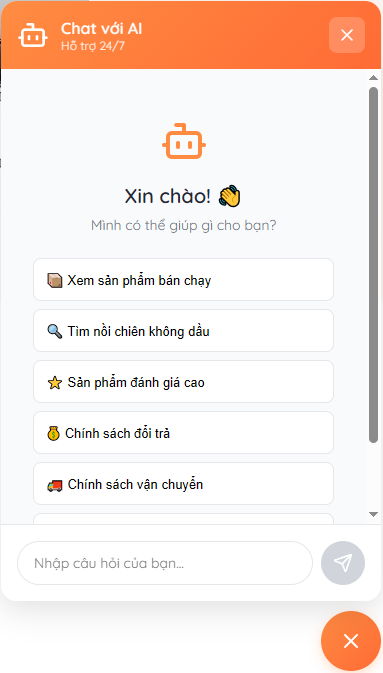 Chat với AI
Hỗ trợ 24/7
Xin chào! 👋
Mình có thể giúp gì cho bạn?
📦 Xem sản phẩm bán chạy
🔍 Tìm nồi chiên không dầu
⭐ Sản phẩm đánh giá cao
💰 Chính sách đổi trả
🚚 Chính sách vận chuyển
Nhập câu hỏi của bạn...